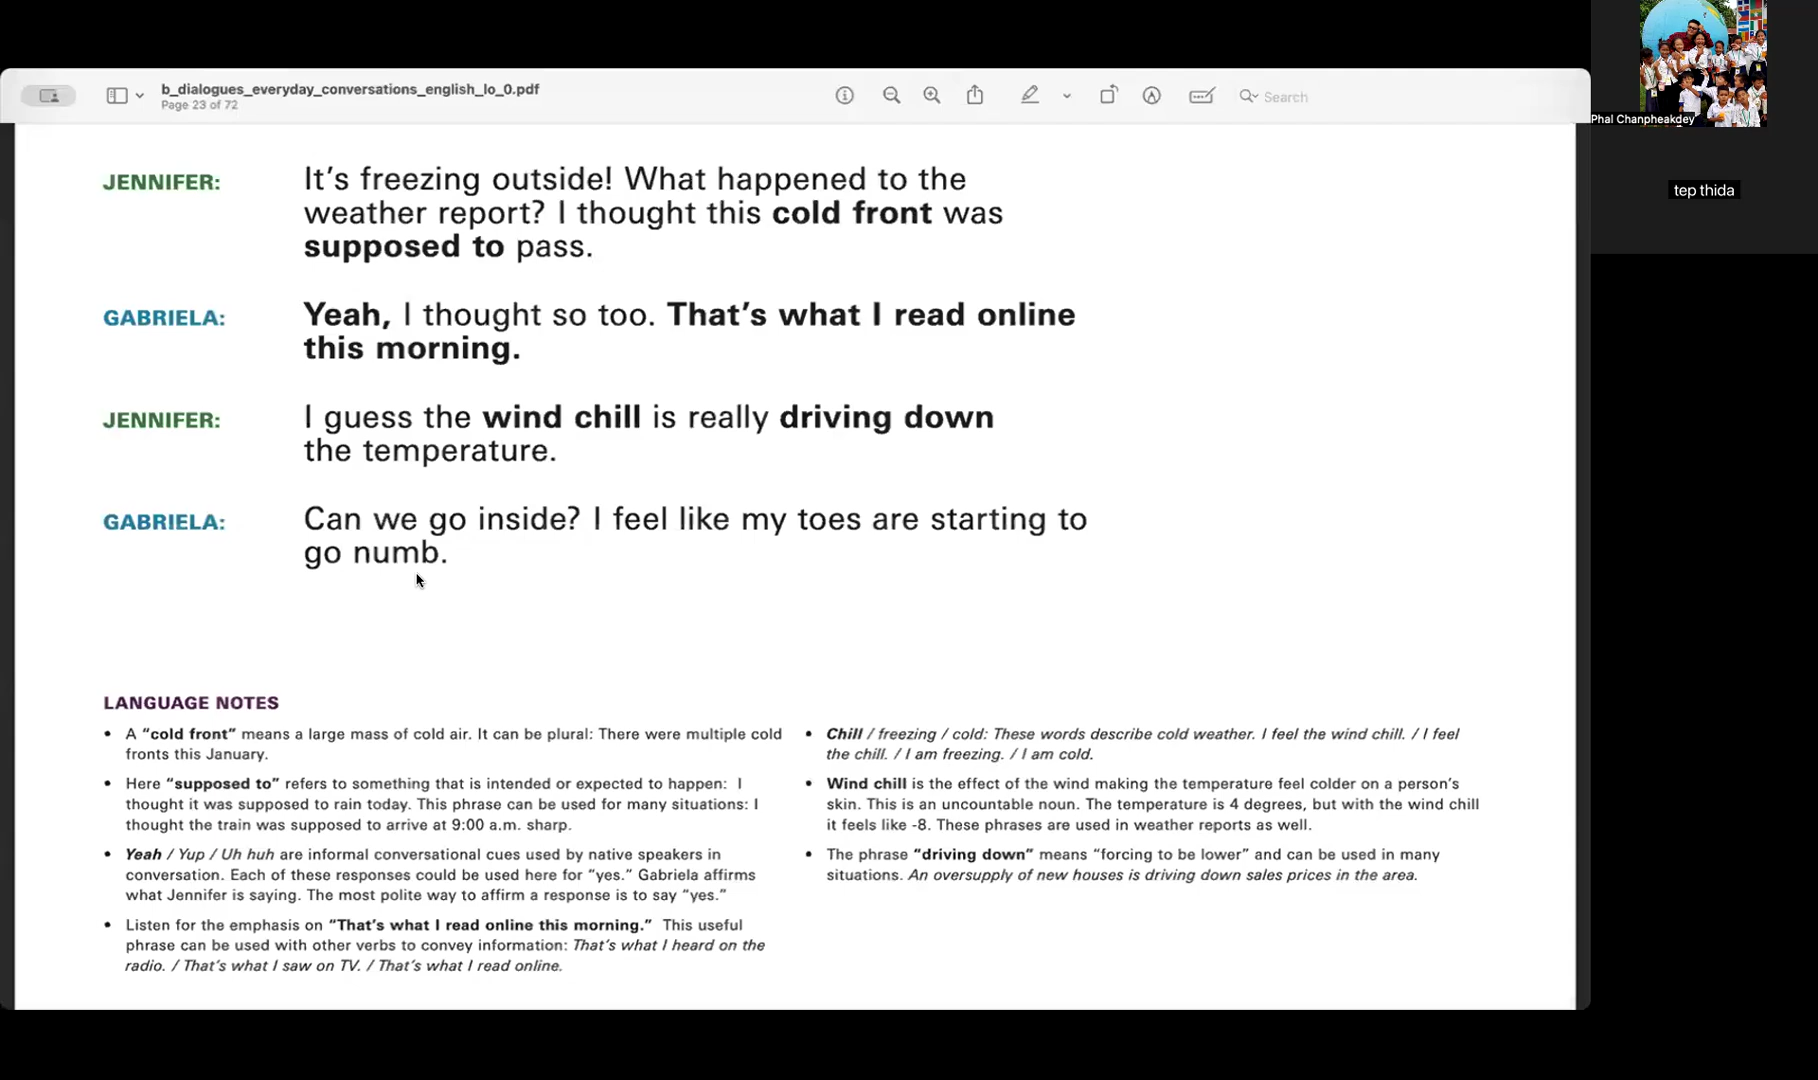 b_dialogues_everyday_conversations_english_lo_0.pdf
Page 23 of 72
Search
Phal Chanpheakdey
tep thida
JENNIFER: It's freezing outside! What happened to the
weather report? I thought this cold front was
supposed to pass.
GABRIELA: Yeah, I thought so too. That's what I read online
this morning.
JENNIFER: I guess the wind chill is really driving down
the temperature.
GABRIELA: Can we go inside? I feel like my toes are starting to
go numb.
LANGUAGE NOTES
• A “cold front” means a large mass of cold air. It can be plural: There were multiple cold
fronts this January.
• Here “supposed to” refers to something that is intended or expected to happen: I
thought it was supposed to rain today. This phrase can be used for many situations: I
thought the train was supposed to arrive at 9:00 a.m. sharp.
• Yeah / Yup / Uh huh are informal conversational cues used by native speakers in
conversation. Each of these responses could be used here for “yes.” Gabriela affirms
what Jennifer is saying. The most polite way to affirm a response is to say “yes.”
• Listen for the emphasis on “That’s what I read online this morning.” This useful
phrase can be used with other verbs to convey information: That’s what I heard on the
radio. / That’s what I saw on TV. / That’s what I read online.
• Chill / freezing / cold: These words describe cold weather. I feel the wind chill. / I feel
the chill. / I am freezing. / I am cold.
• Wind chill is the effect of the wind making the temperature feel colder on a person’s
skin. This is an uncountable noun. The temperature is 4 degrees, but with the wind chill
it feels like -8. These phrases are used in weather reports as well.
• The phrase “driving down” means “forcing to be lower” and can be used in many
situations. An oversupply of new houses is driving down sales prices in the area.